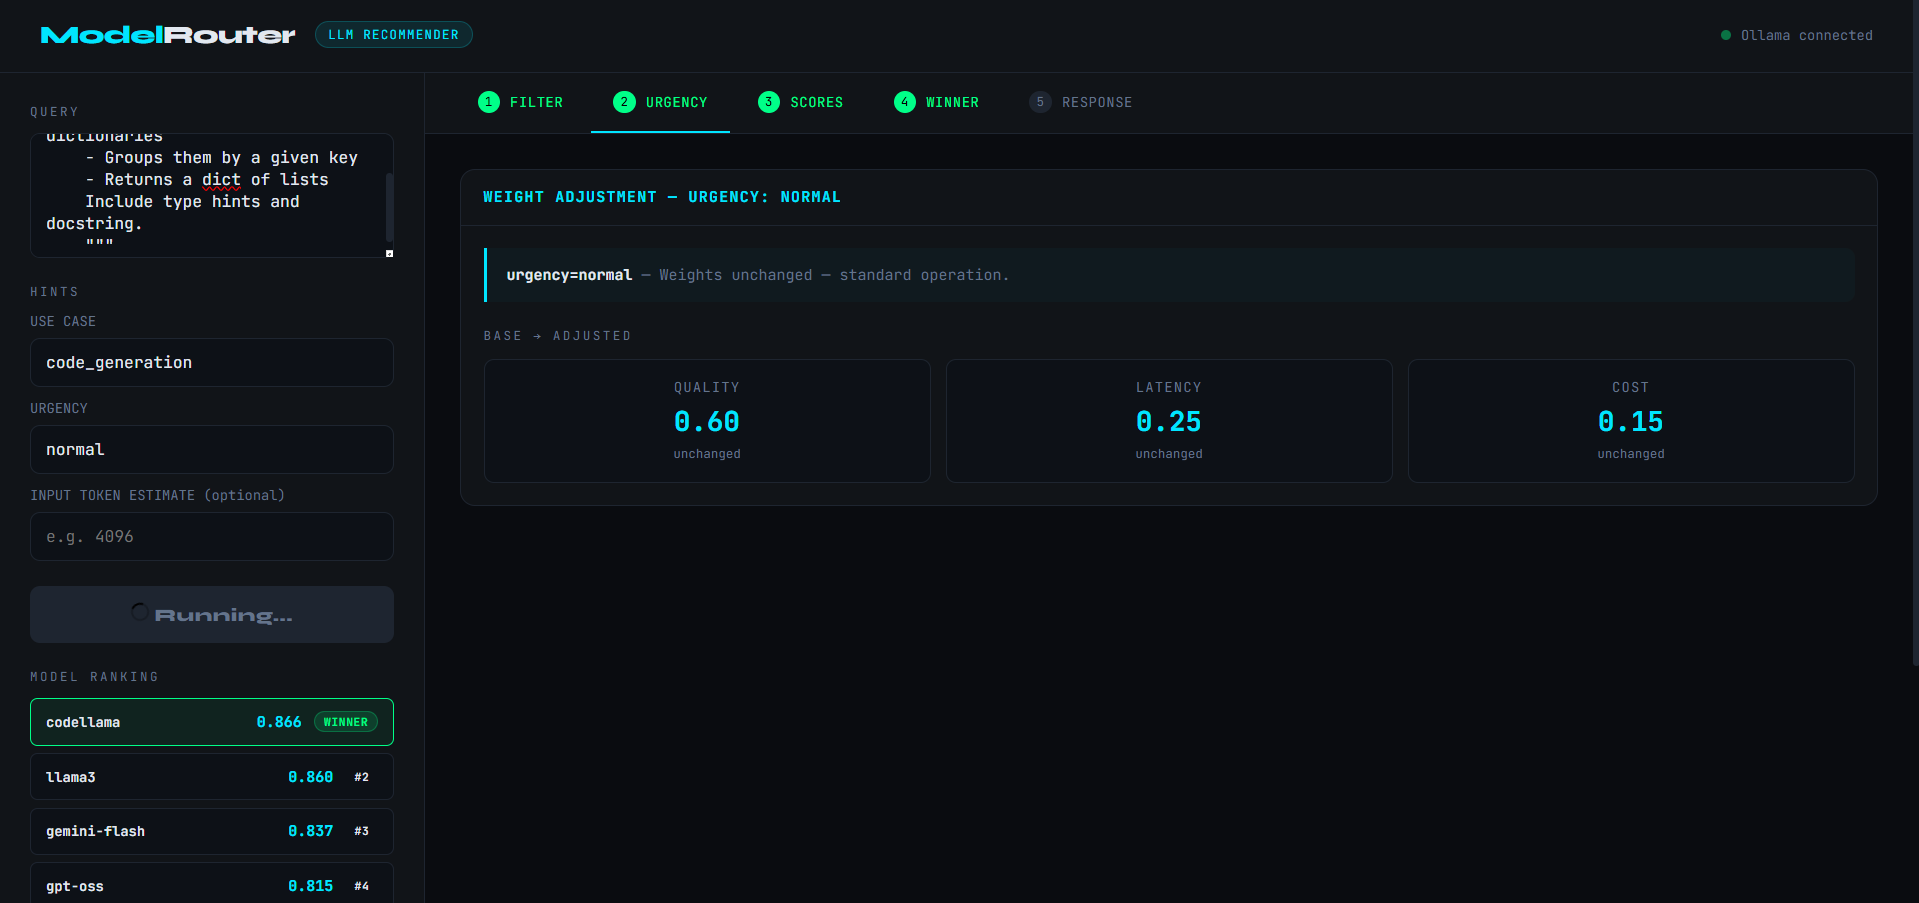 ModelRouter
LLM RECOMMENDER
Ollama connected
QUERY
dictionaries
- Groups them by a given key
- Returns a dict of lists
Include type hints and
docstring.
"""
HINTS
USE CASE
code_generation
URGENCY
normal
INPUT TOKEN ESTIMATE (optional)
e.g. 4096
Running...
MODEL RANKING
codellama 0.866 WINNER
llama3 0.860 #2
gemini-flash 0.837 #3
gpt-oss 0.815 #4
1 FILTER 2 URGENCY 3 SCORES 4 WINNER 5 RESPONSE
WEIGHT ADJUSTMENT — URGENCY: NORMAL
urgency=normal — Weights unchanged — standard operation.
BASE → ADJUSTED
QUALITY
0.60
unchanged
LATENCY
0.25
unchanged
COST
0.15
unchanged